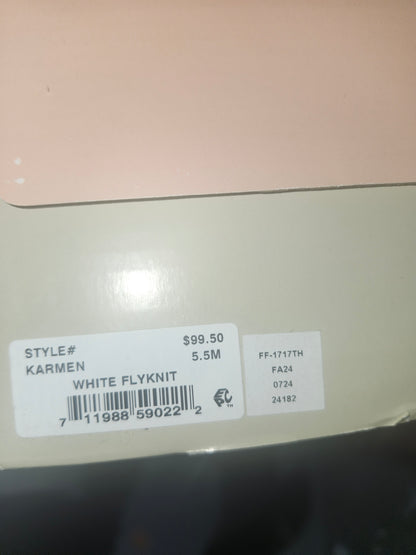 STYLE# $99.50
KARMEN 5.5M
WHITE FLYKNIT
7 11988 59022 2
FF-1717TH
FA24
0724
24182